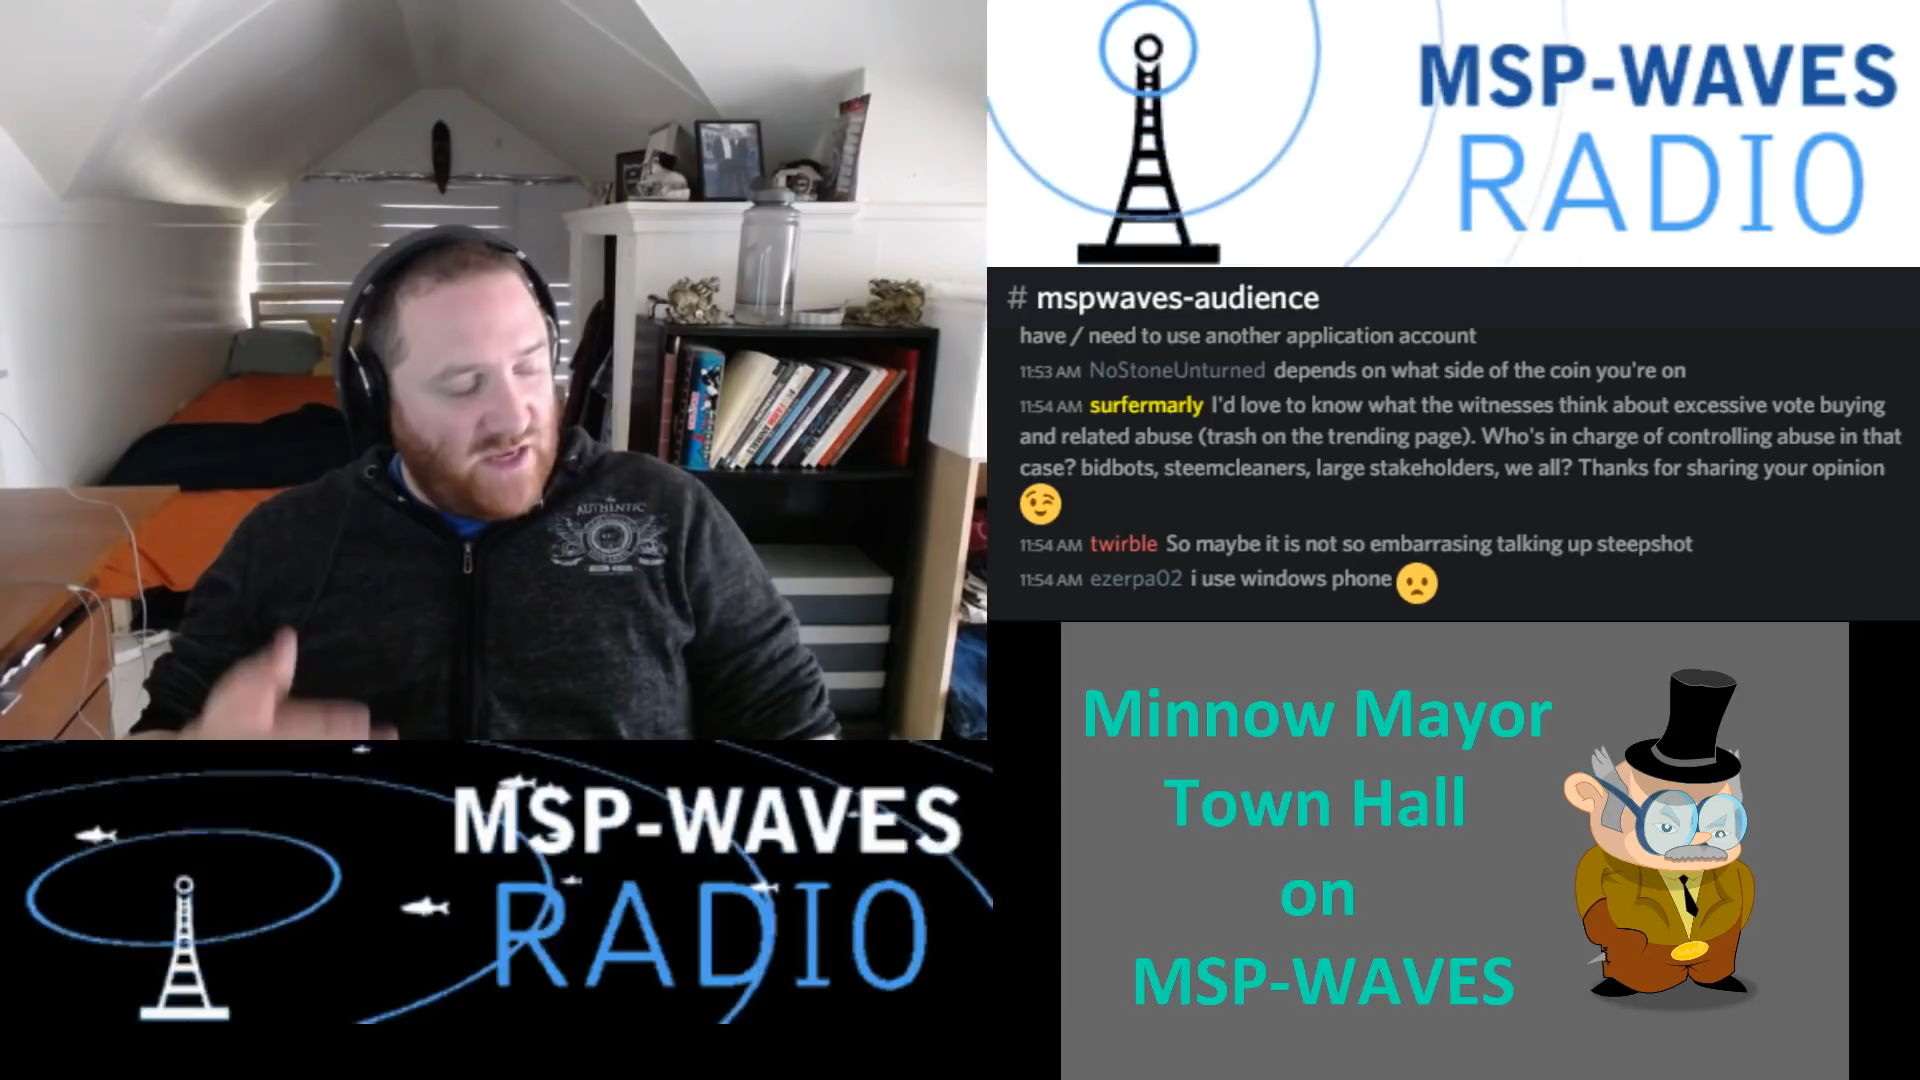 MSP-WAVES
RADIO
# mspwaves-audience
have / need to use another application account
11:53 AM NoStoneUnturned depends on what side of the coin you're on
11:54 AM surfermarly I'd love to know what the witnesses think about excessive vote buying
and related abuse (trash on the trending page). Who's in charge of controlling abuse in that
case? bidbots, steemcleaners, large stakeholders, we all? Thanks for sharing your opinion
11:54 AM twirble So maybe it is not so embarrasing talking up steepshot
11:54 AM ezerpa02 i use windows phone
the
AUTHENTIC
MSP-WAVES
RADIO
Minnow Mayor
Town Hall
on
MSP-WAVES